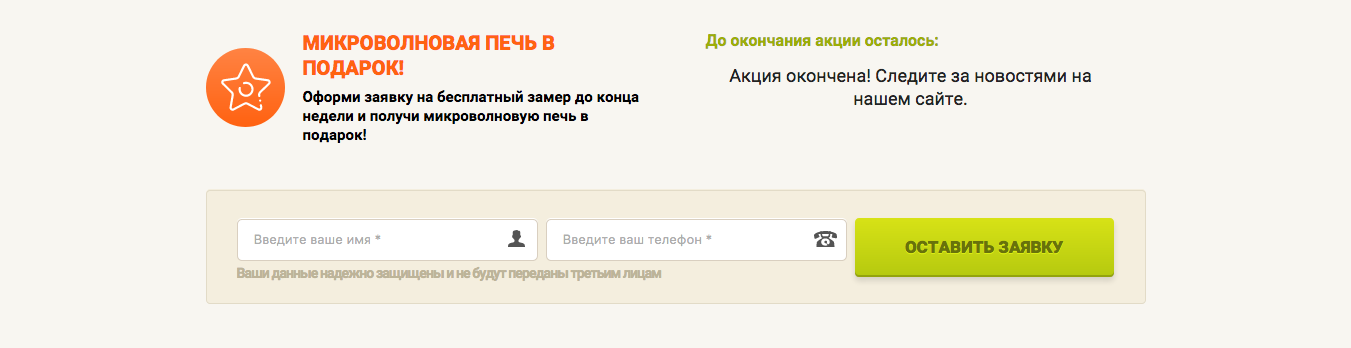 МИКРОВОЛНОВАЯ ПЕЧЬ В
ПОДАРОК!
Оформи заявку на бесплатный замер до конца
недели и получи микроволновую печь в
подарок!
До окончания акции осталось:
Акция окончена! Следите за новостями на
нашем сайте.
Введите ваше имя *
Введите ваш телефон *
ОСТАВИТЬ ЗАЯВКУ
Ваши данные надежно защищены и не будут переданы третьим лицам